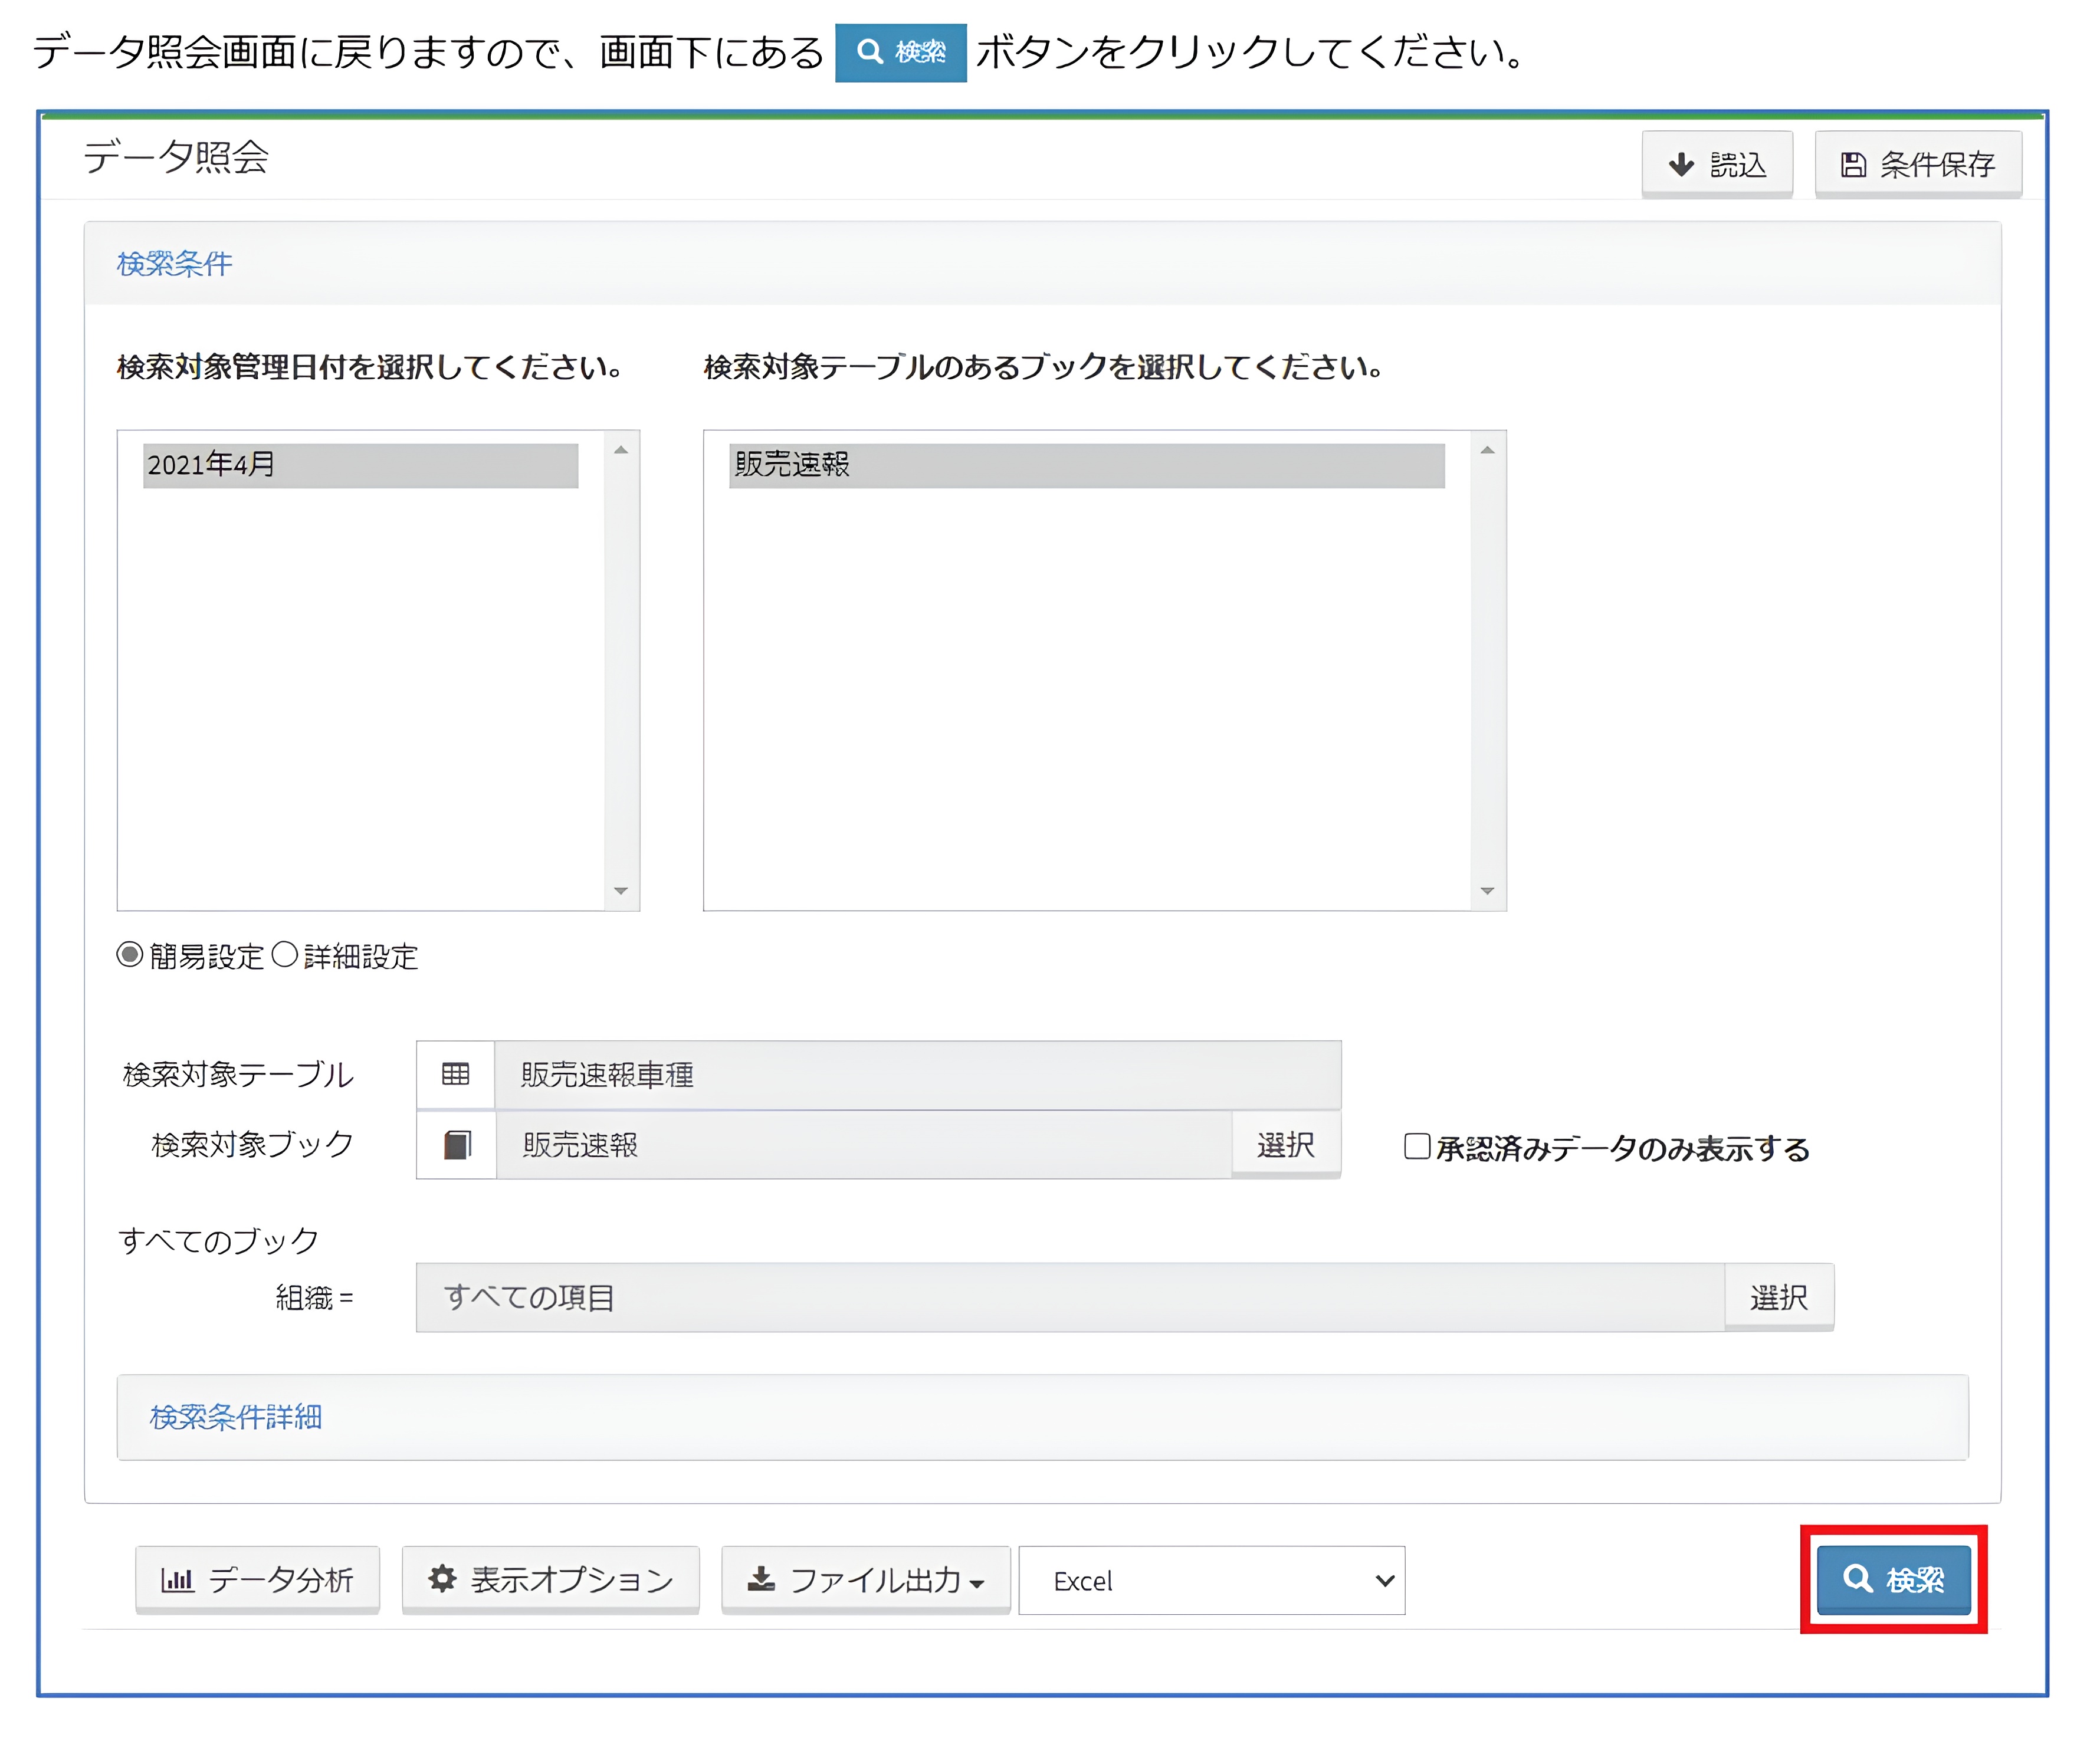 データ照会画面に戻りますので、画面下にある 検索 ボタンをクリックしてください。
データ照会
読込
条件保存
検索条件
検索対象管理日付を選択してください。
検索対象テーブルのあるブックを選択してください。
2021年4月
販売速報
簡易設定 詳細設定
検索対象テーブル
販売速報車種
検索対象ブック
販売速報
選択
承認済みデータのみ表示する
すべてのブック
組織 =
すべての項目
選択
検索条件詳細
データ分析
表示オプション
ファイル出力
Excel
検索